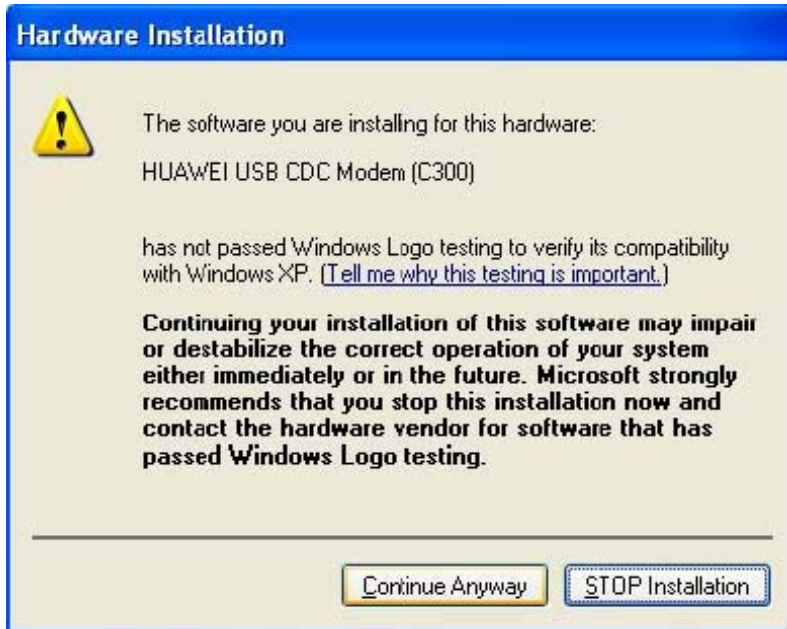 Hardware Installation
The software you are installing for this hardware:
HUAWEI USB CDC Modem (C300)
has not passed Windows Logo testing to verify its compatibility
with Windows XP. (Tell me why this testing is important.)
Continuing your installation of this software may impair
or destabilize the correct operation of your system
either immediately or in the future. Microsoft strongly
recommends that you stop this installation now and
contact the hardware vendor for software that has
passed Windows Logo testing.
Continue Anyway
STOP Installation